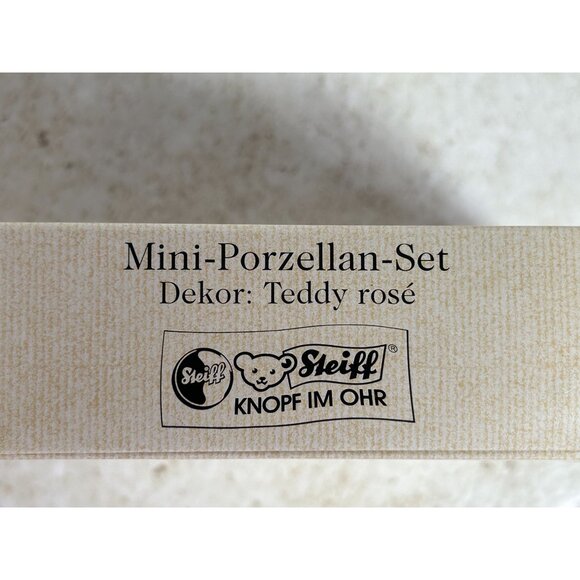 Mini-Porzellan-Set
Dekor: Teddy rosé
Steiff Steiff®
KNOPF IM OHR